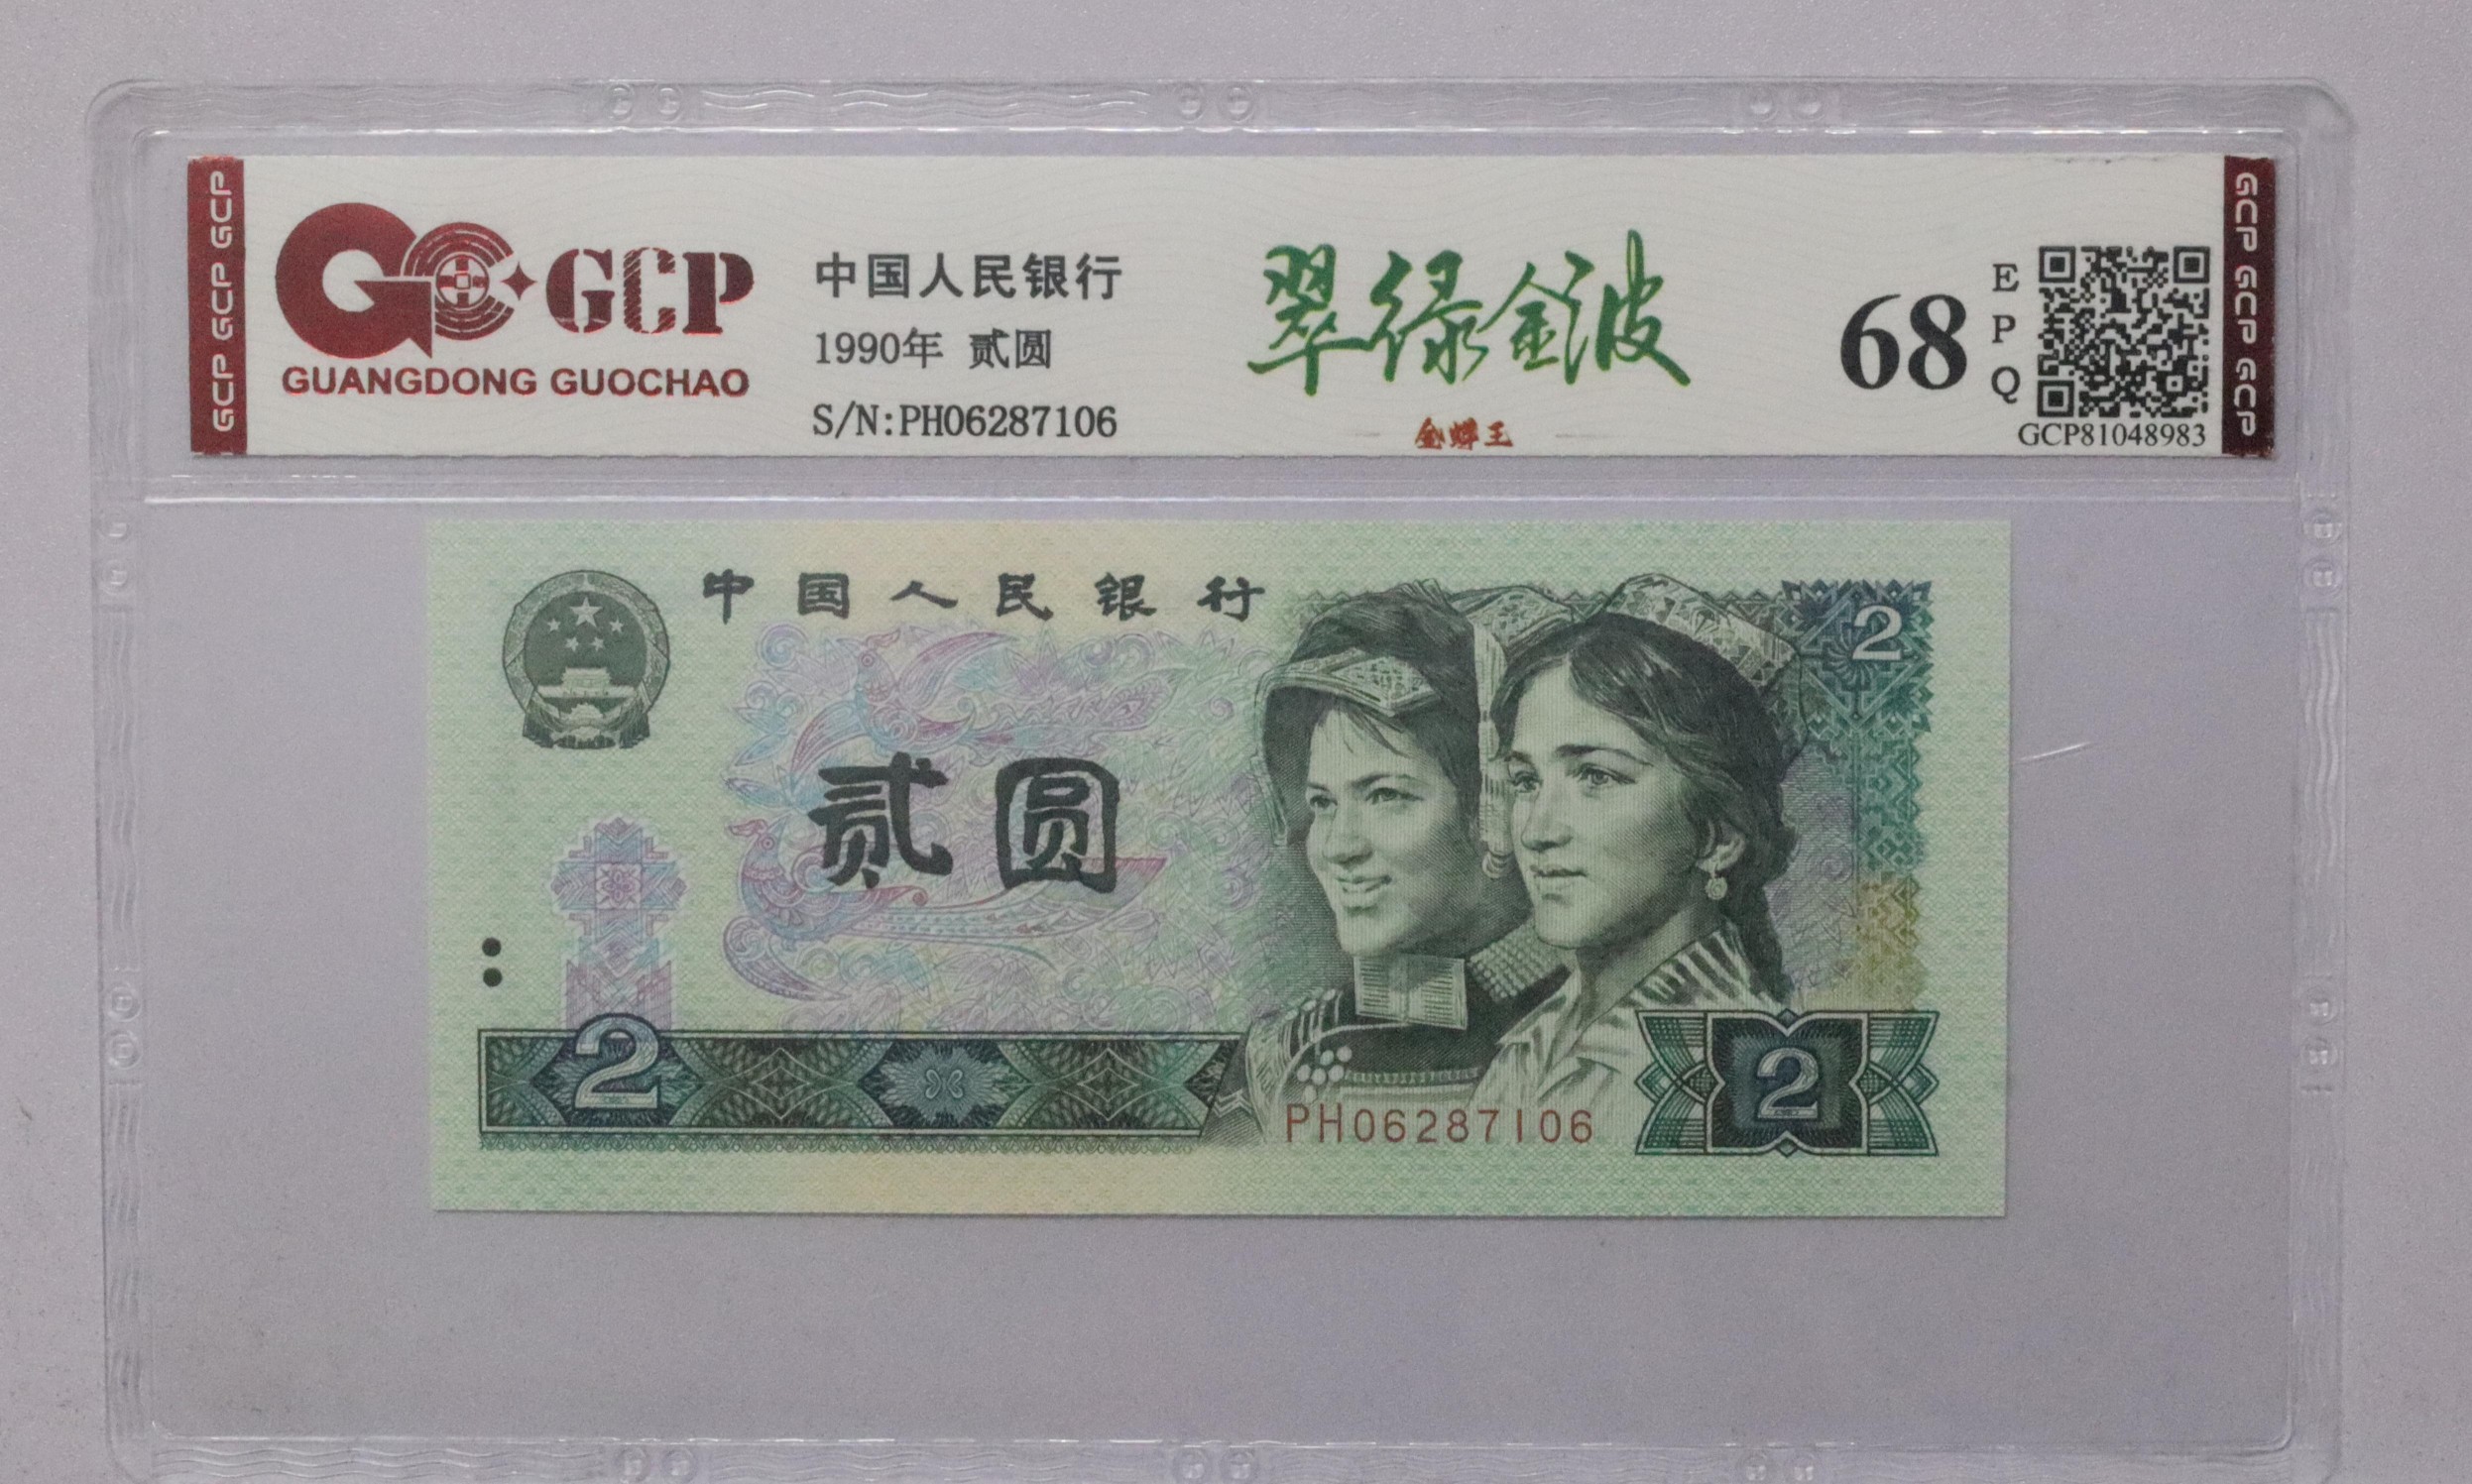 GCP GCP GCP
GCP
GUANGDONG GUOCHAO
中国人民银行
1990年 贰圆
S/N:PH06287106
翠绿金波
68
E
P
Q
GCP81048983
GCP GCP GCP
中国人民银行
2
贰圆
2
PH06287106
2